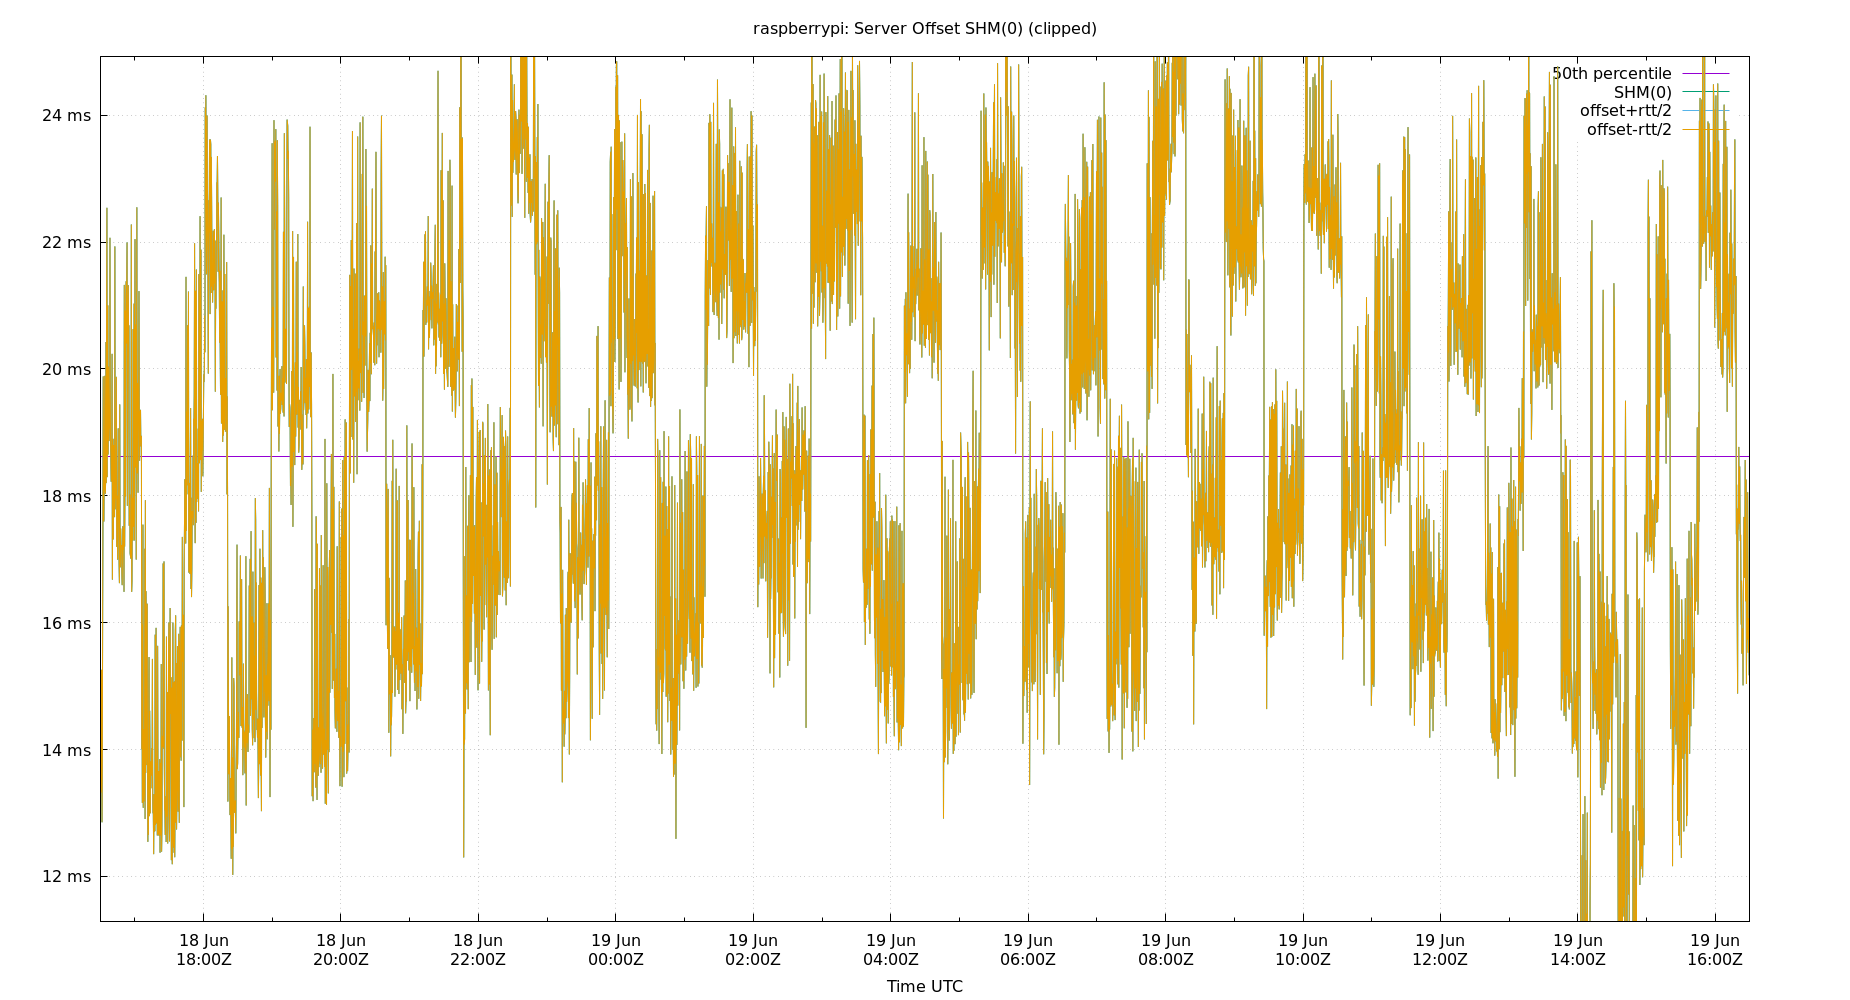 raspberrypi: Server Offset SHM(0) (clipped)
50th percentile
SHM(0)
offset+rtt/2
offset-rtt/2
24 ms
22 ms
20 ms
18 ms
16 ms
14 ms
12 ms
18 Jun 18 Jun 18 Jun 19 Jun 19 Jun 19 Jun 19 Jun 19 Jun 19 Jun 19 Jun 19 Jun 19 Jun
18:00Z 20:00Z 22:00Z 00:00Z 02:00Z 04:00Z 06:00Z 08:00Z 10:00Z 12:00Z 14:00Z 16:00Z
Time UTC